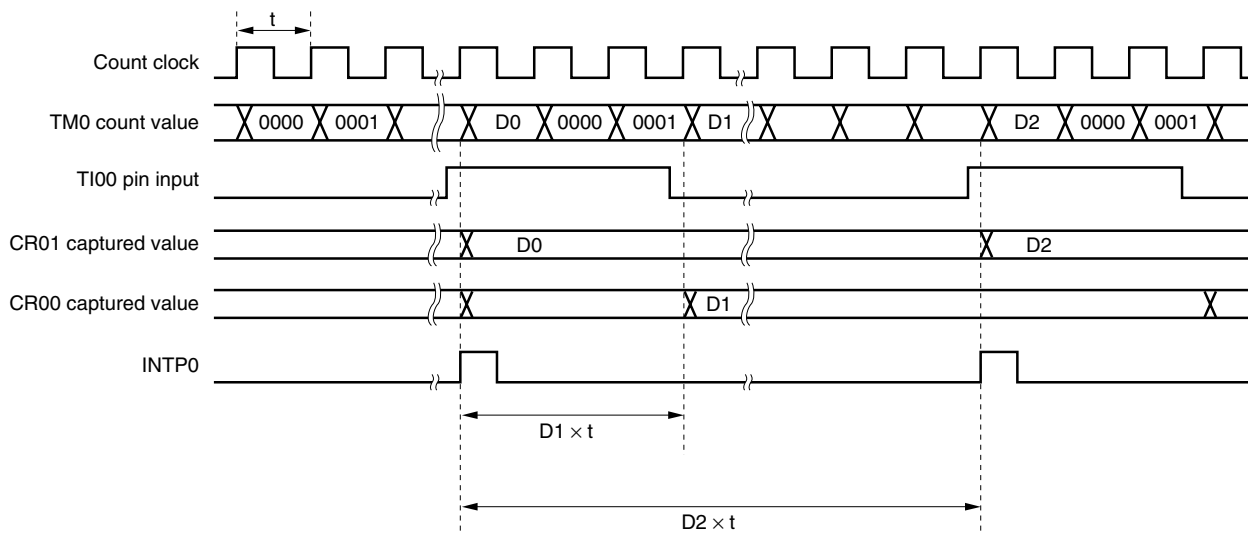 t
Count clock
TM0 count value 0000 0001 D0 0000 0001 D1 D2 0000 0001
TI00 pin input
CR01 captured value D0 D2
CR00 captured value D1
INTP0
D1 × t
D2 × t